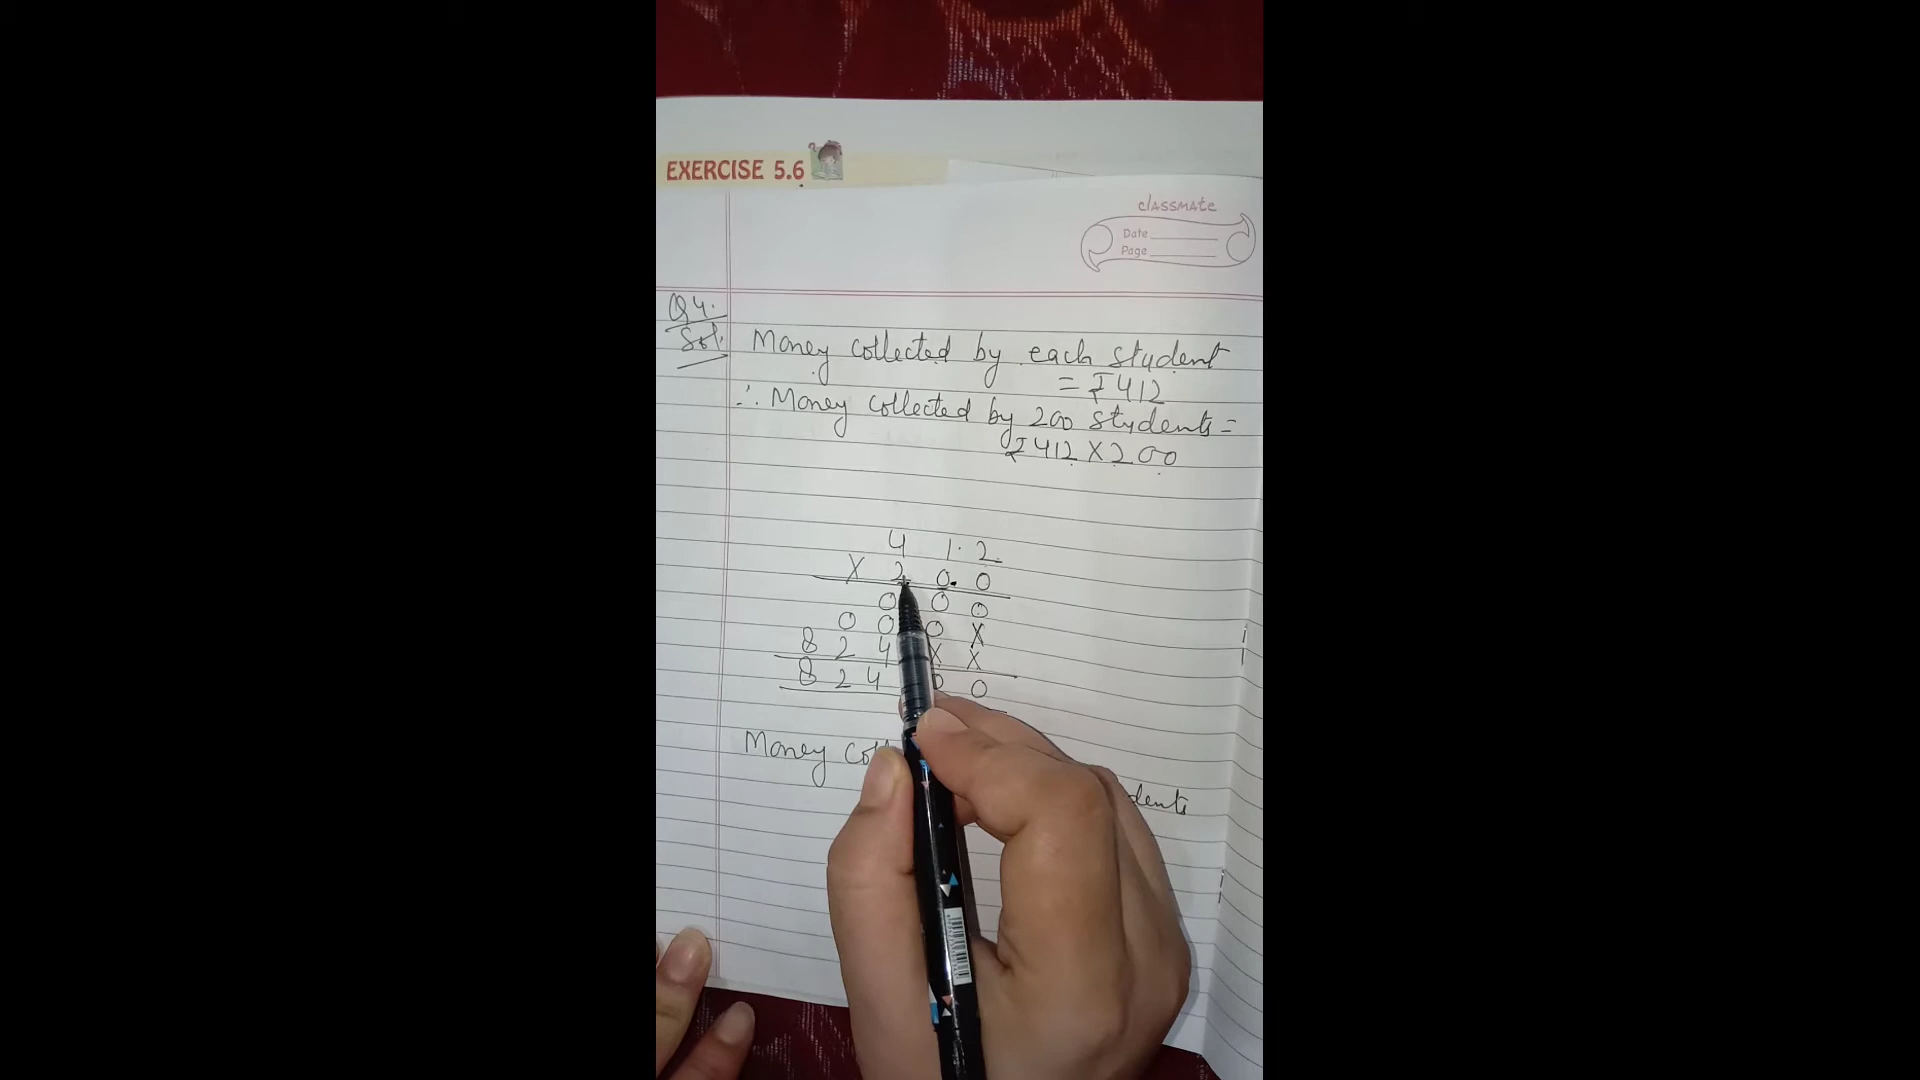 EXERCISE 5.6
classmate
Date
Page
Q4.
Sol. Money collected by each student
= ₹412
∴ Money collected by 200 students =
₹412 X 200
4 1 2
X 2 0 0
0 0 0
0 0 0 X
8 2 4 X X
8 2 4 0 0
Money
dents